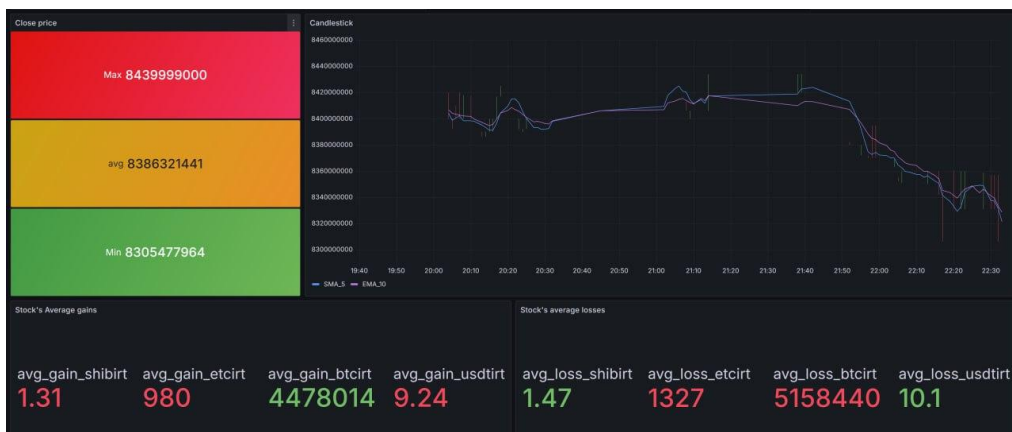 Close price
Max 8439999000
avg 8386321441
Min 8305477964
Candlestick
8460000000
8440000000
8420000000
8400000000
8380000000
8360000000
8340000000
8320000000
8300000000
19:40 19:50 20:00 20:10 20:20 20:30 20:40 20:50 21:00 21:10 21:20 21:30 21:40 21:50 22:00 22:10 22:20 22:30
SMA_5 EMA_10
Stock's Average gains
avg_gain_shibirt avg_gain_etcirt avg_gain_btcirt avg_gain_usdtirt
1.31 980 4478014 9.24
Stock's average losses
avg_loss_shibirt avg_loss_etcirt avg_loss_btcirt avg_loss_usdtirt
1.47 1327 5158440 10.1